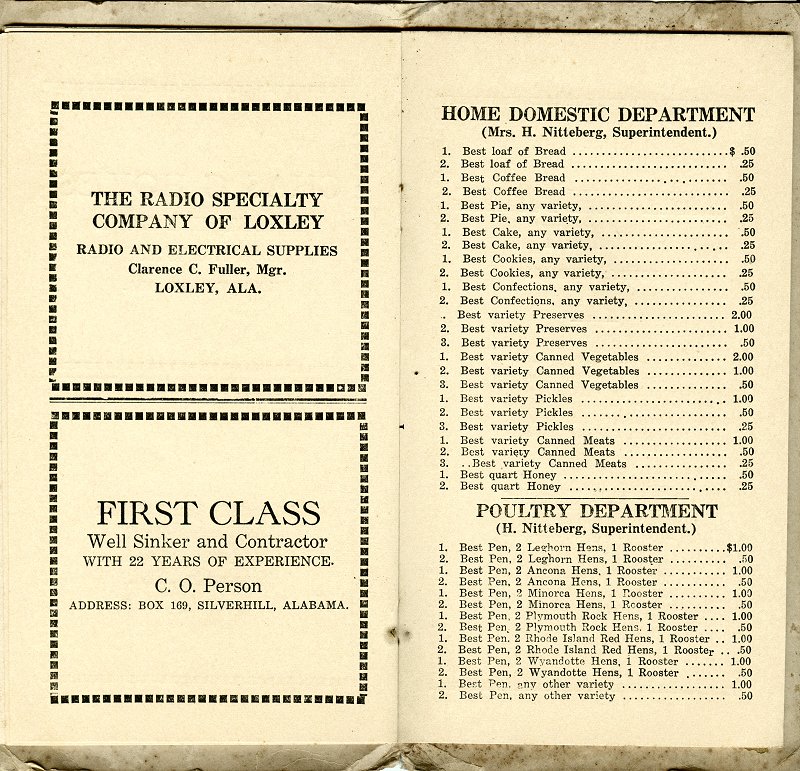 THE RADIO SPECIALTY
COMPANY OF LOXLEY
RADIO AND ELECTRICAL SUPPLIES
Clarence C. Fuller, Mgr.
LOXLEY, ALA.
FIRST CLASS
Well Sinker and Contractor
WITH 22 YEARS OF EXPERIENCE.
C. O. Person
ADDRESS: BOX 169, SILVERHILL, ALABAMA.
HOME DOMESTIC DEPARTMENT
(Mrs. H. Nitteberg, Superintendent.)
1. Best loaf of Bread ............................$ .50
2. Best loaf of Bread ............................ .25
1. Best Coffee Bread ............................ .50
2. Best Coffee Bread ............................ .25
1. Best Pie, any variety, ......................... .50
2. Best Pie, any variety, ......................... .25
1. Best Cake, any variety, ....................... .50
2. Best Cake, any variety, ....................... .25
1. Best Cookies, any variety, ..................... .50
2. Best Cookies, any variety, ..................... .25
1. Best Confections, any variety, ................. .50
2. Best Confections, any variety, ................. .25
.. Best variety Preserves ........................ 2.00
2. Best variety Preserves ........................ 1.00
3. Best variety Preserves ........................ .50
1. Best variety Canned Vegetables .............. 2.00
2. Best variety Canned Vegetables .............. 1.00
3. Best variety Canned Vegetables .............. .50
1. Best variety Pickles .......................... 1.00
2. Best variety Pickles .......................... .50
3. Best variety Pickles .......................... .25
1. Best variety Canned Meats .................. 1.00
2. Best variety Canned Meats .................. .50
3. ..Best variety Canned Meats ................ .25
1. Best quart Honey ............................ .50
2. Best quart Honey ............................ .25
POULTRY DEPARTMENT
(H. Nitteberg, Superintendent.)
1. Best Pen, 2 Leghorn Hens, 1 Rooster ..........$1.00
2. Best Pen, 2 Leghorn Hens, 1 Rooster .......... .50
1. Best Pen, 2 Ancona Hens, 1 Rooster ........... 1.00
2. Best Pen, 2 Ancona Hens, 1 Rooster ........... .50
1. Best Pen, 2 Minorca Hens, 1 Rooster .......... 1.00
2. Best Pen, 2 Minorca Hens, 1 Rooster .......... .50
1. Best Pen, 2 Plymouth Rock Hens, 1 Rooster .... 1.00
2. Best Pen, 2 Plymouth Rock Hens, 1 Rooster .... .50
1. Best Pen, 2 Rhode Island Red Hens, 1 Rooster .. 1.00
2. Best Pen, 2 Rhode Island Red Hens, 1 Rooster .. .50
1. Best Pen, 2 Wyandotte Hens, 1 Rooster ....... 1.00
2. Best Pen, 2 Wyandotte Hens, 1 Rooster ....... .50
1. Best Pen, any other variety ................... 1.00
2. Best Pen, any other variety ................... .50